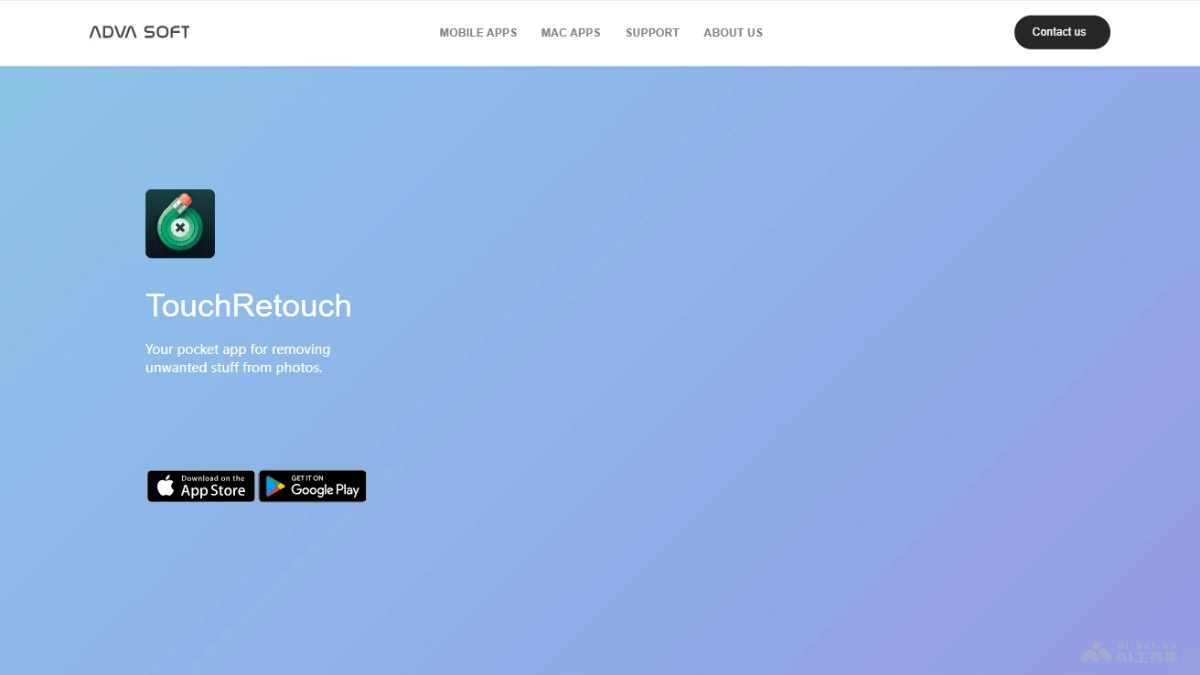 ADVA SOFT
MOBILE APPS
MAC APPS
SUPPORT
ABOUT US
Contact us
TouchRetouch
Your pocket app for removing
unwanted stuff from photos.
Download on the
App Store
GET IT ON
Google Play
ai-bot.cn
AI工具集